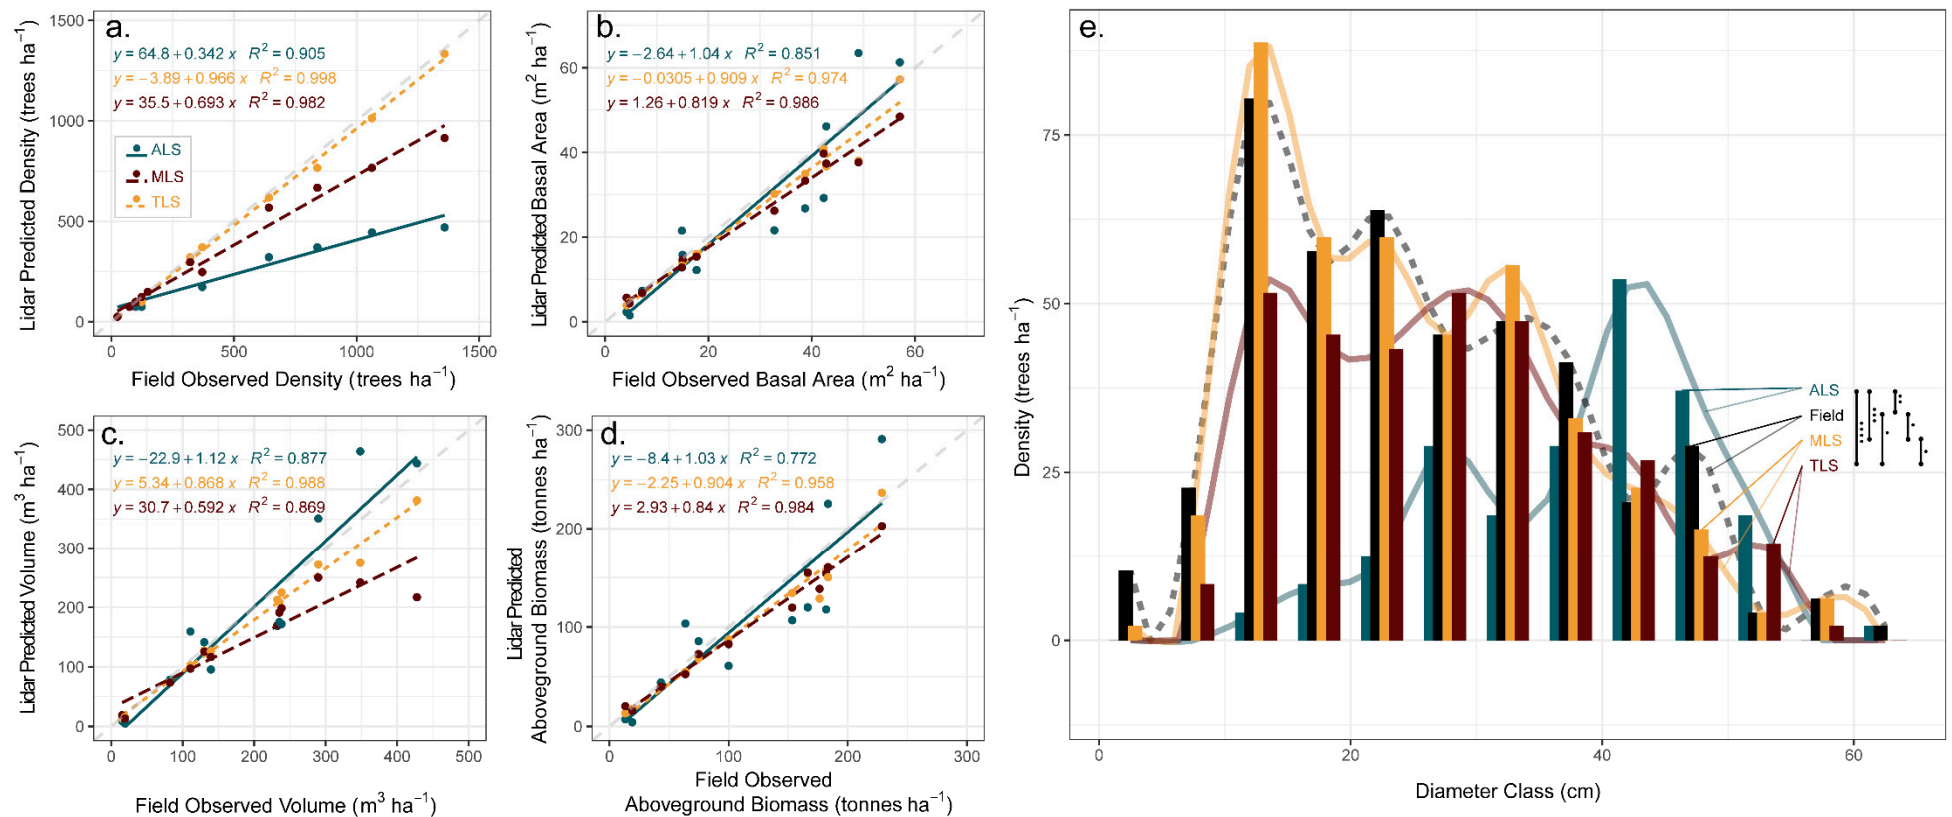 a.
y = 64.8 + 0.342 x R² = 0.905
y = −3.89 + 0.966 x R² = 0.998
y = 35.5 + 0.693 x R² = 0.982
ALS
MLS
TLS
1500
1000
500
0
0 500 1000 1500
Lidar Predicted Density (trees ha⁻¹)
Field Observed Density (trees ha⁻¹)
b.
y = −2.64 + 1.04 x R² = 0.851
y = −0.0305 + 0.909 x R² = 0.974
y = 1.26 + 0.819 x R² = 0.986
60
40
20
0
0 20 40 60
Lidar Predicted Basal Area (m² ha⁻¹)
Field Observed Basal Area (m² ha⁻¹)
c.
y = −22.9 + 1.12 x R² = 0.877
y = 5.34 + 0.868 x R² = 0.988
y = 30.7 + 0.592 x R² = 0.869
500
400
300
200
100
0
0 100 200 300 400 500
Lidar Predicted Volume (m³ ha⁻¹)
Field Observed Volume (m³ ha⁻¹)
d.
y = −8.4 + 1.03 x R² = 0.772
y = −2.25 + 0.904 x R² = 0.958
y = 2.93 + 0.84 x R² = 0.984
300
200
100
0
0 100 200 300
Lidar Predicted
Aboveground Biomass (tonnes ha⁻¹)
Field Observed
Aboveground Biomass (tonnes ha⁻¹)
e.
75
50
25
0
0 20 40 60
Density (trees ha⁻¹)
Diameter Class (cm)
ALS
Field
MLS
TLS